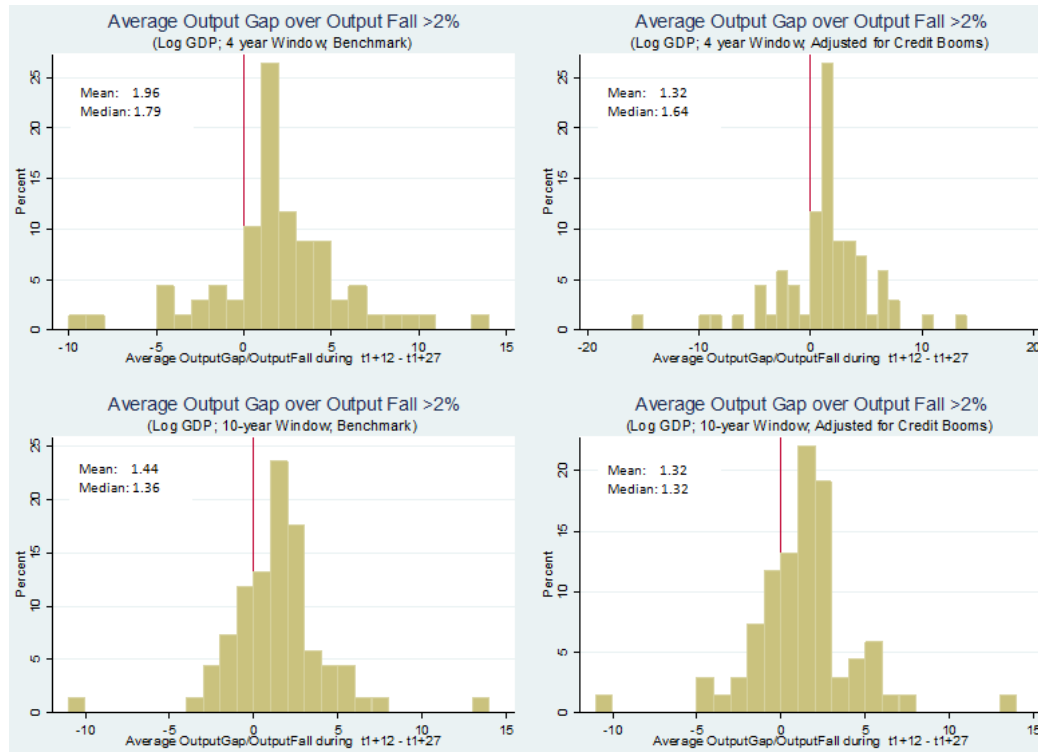 Average Output Gap over Output Fall >2%
(Log GDP; 4 year Window; Benchmark)
Mean: 1.96
Median: 1.79
Percent
0
5
10
15
20
25
-10
-5
0
5
10
15
Average OutputGap/OutputFall during t1+12 - t1+27
Average Output Gap over Output Fall >2%
(Log GDP; 4 year Window; Adjusted for Credit Booms)
Mean: 1.32
Median: 1.64
Percent
0
5
10
15
20
25
-20
-10
0
10
20
Average OutputGap/OutputFall during t1+12 - t1+27
Average Output Gap over Output Fall >2%
(Log GDP; 10-year Window; Benchmark)
Mean: 1.44
Median: 1.36
Percent
0
5
10
15
20
25
-10
-5
0
5
10
15
Average OutputGap/OutputFall during t1+12 - t1+27
Average Output Gap over Output Fall >2%
(Log GDP; 10-year Window; Adjusted for Credit Booms)
Mean: 1.32
Median: 1.32
Percent
0
5
10
15
20
-10
-5
0
5
10
15
Average OutputGap/OutputFall during t1+12 - t1+27